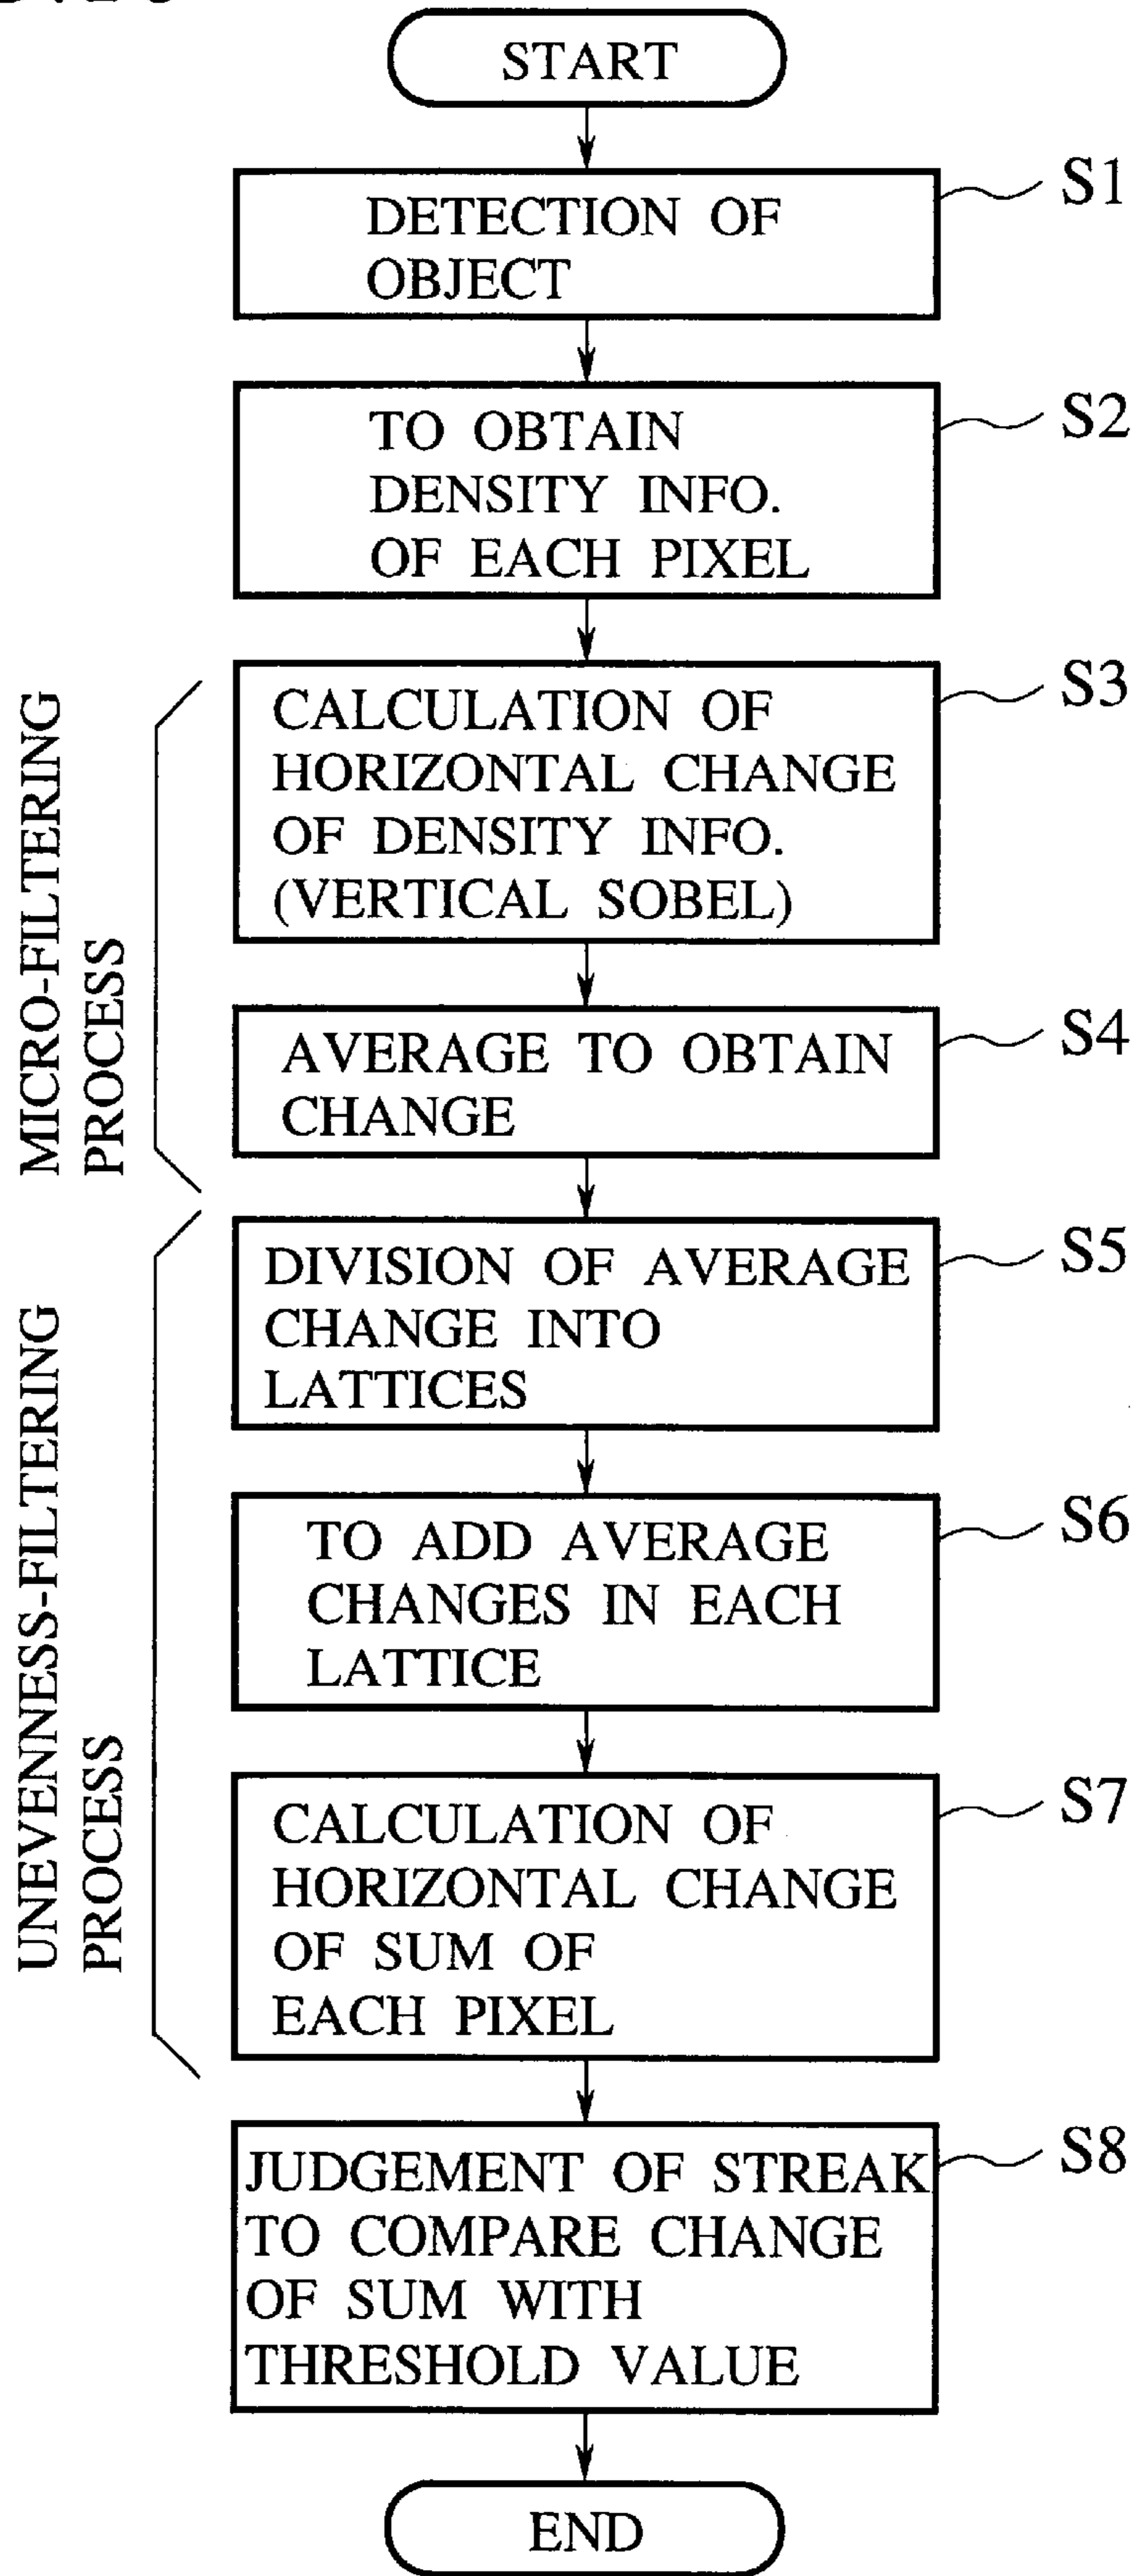 START
S1
DETECTION OF
OBJECT
S2
TO OBTAIN
DENSITY INFO.
OF EACH PIXEL
MICRO-FILTERING
PROCESS
S3
CALCULATION OF
HORIZONTAL CHANGE
OF DENSITY INFO.
(VERTICAL SOBEL)
S4
AVERAGE TO OBTAIN
CHANGE
UNEVENNESS-FILTERING
PROCESS
S5
DIVISION OF AVERAGE
CHANGE INTO
LATTICES
S6
TO ADD AVERAGE
CHANGES IN EACH
LATTICE
S7
CALCULATION OF
HORIZONTAL CHANGE
OF SUM OF
EACH PIXEL
S8
JUDGEMENT OF STREAK
TO COMPARE CHANGE
OF SUM WITH
THRESHOLD VALUE
END